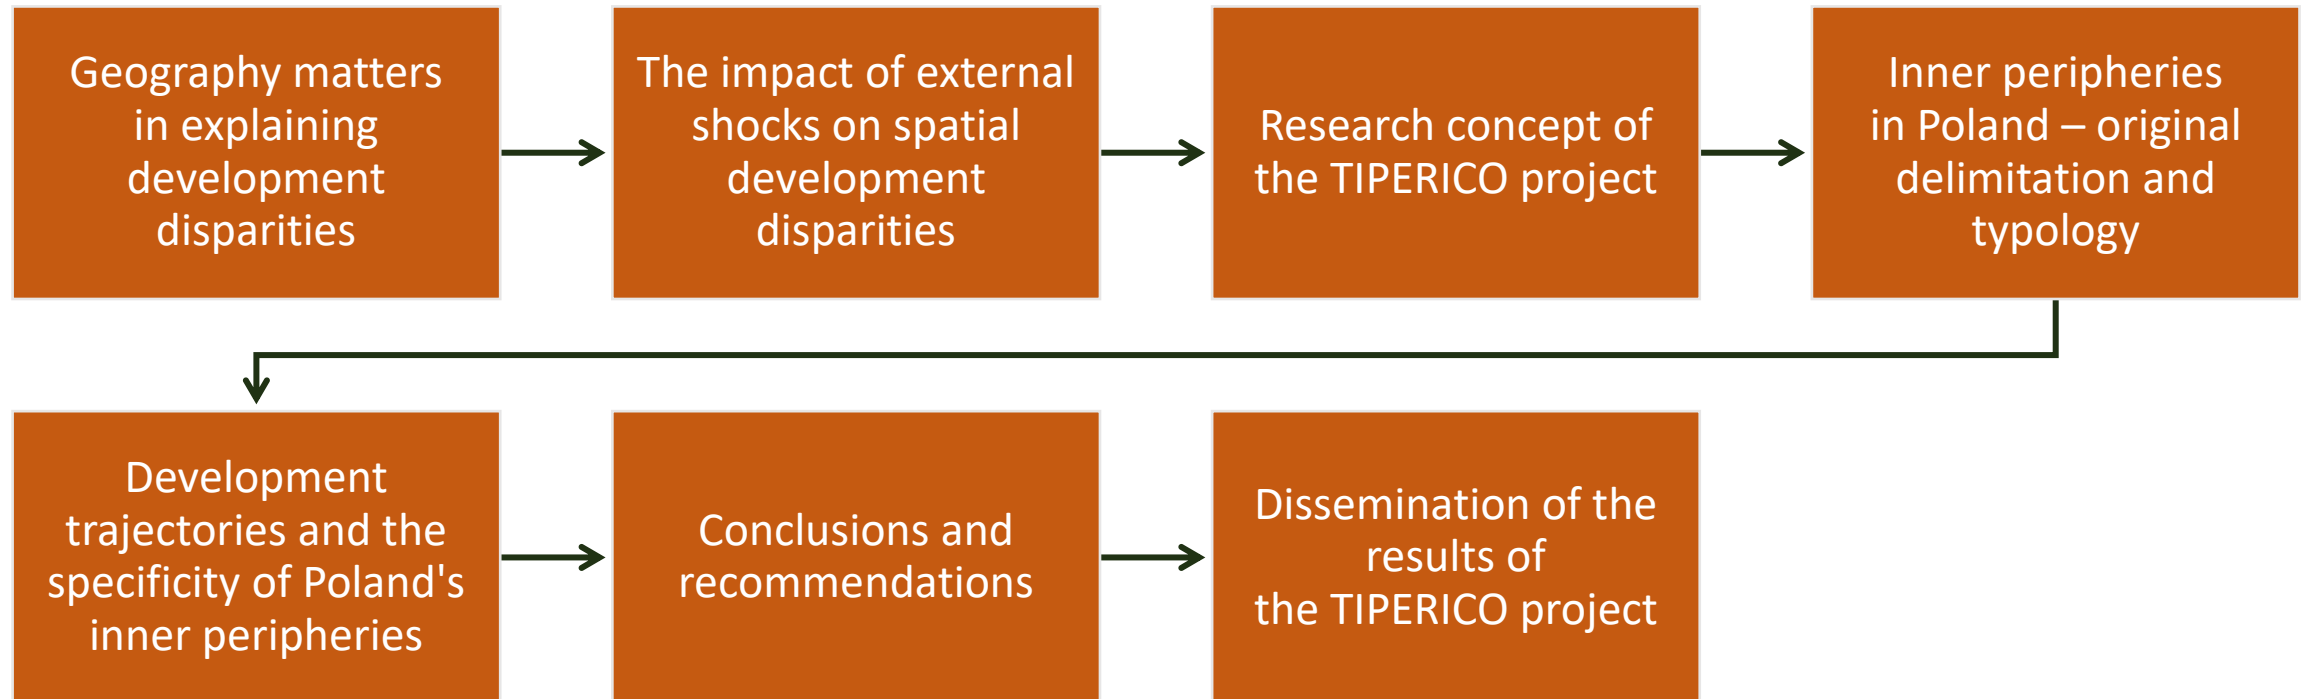 Geography matters
in explaining
development
disparities
The impact of external
shocks on spatial
development
disparities
Research concept of
the TIPERICO project
Inner peripheries
in Poland – original
delimitation and
typology
Development
trajectories and the
specificity of Poland's
inner peripheries
Conclusions and
recommendations
Dissemination of the
results of
the TIPERICO project